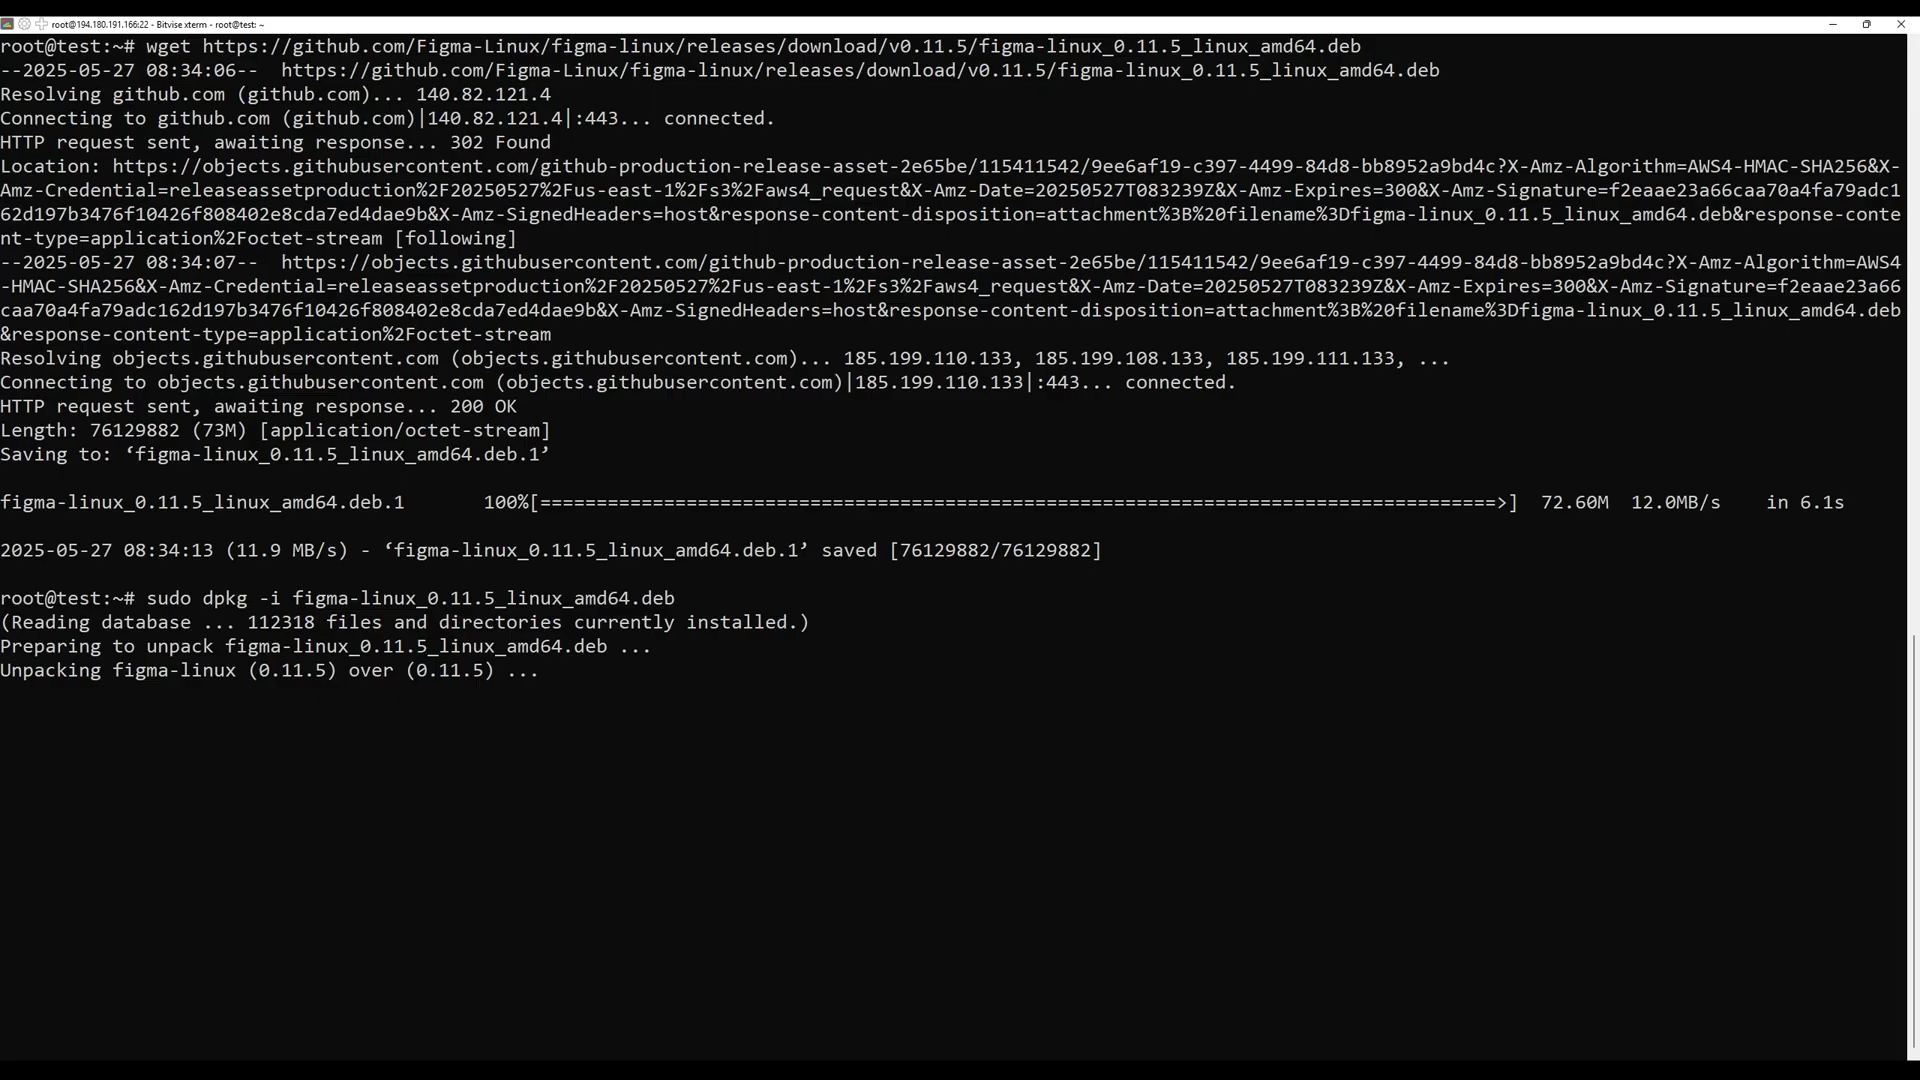 root@194.180.191.166:22 - Bitvise xterm - root@test: ~
root@test:~# wget https://github.com/Figma-Linux/figma-linux/releases/download/v0.11.5/figma-linux_0.11.5_linux_amd64.deb
--2025-05-27 08:34:06--  https://github.com/Figma-Linux/figma-linux/releases/download/v0.11.5/figma-linux_0.11.5_linux_amd64.deb
Resolving github.com (github.com)... 140.82.121.4
Connecting to github.com (github.com)|140.82.121.4|:443... connected.
HTTP request sent, awaiting response... 302 Found
Location: https://objects.githubusercontent.com/github-production-release-asset-2e65be/115411542/9ee6af19-c397-4499-84d8-bb8952a9bd4c?X-Amz-Algorithm=AWS4-HMAC-SHA256&X-
Amz-Credential=releaseassetproduction%2F20250527%2Fus-east-1%2Fs3%2Faws4_request&X-Amz-Date=20250527T083239Z&X-Amz-Expires=300&X-Amz-Signature=f2eaae23a66caa70a4fa79adc1
62d197b3476f10426f808402e8cda7ed4dae9b&X-Amz-SignedHeaders=host&response-content-disposition=attachment%3B%20filename%3Dfigma-linux_0.11.5_linux_amd64.deb&response-conte
nt-type=application%2Foctet-stream [following]
--2025-05-27 08:34:07--  https://objects.githubusercontent.com/github-production-release-asset-2e65be/115411542/9ee6af19-c397-4499-84d8-bb8952a9bd4c?X-Amz-Algorithm=AWS4
-HMAC-SHA256&X-Amz-Credential=releaseassetproduction%2F20250527%2Fus-east-1%2Fs3%2Faws4_request&X-Amz-Date=20250527T083239Z&X-Amz-Expires=300&X-Amz-Signature=f2eaae23a66
caa70a4fa79adc162d197b3476f10426f808402e8cda7ed4dae9b&X-Amz-SignedHeaders=host&response-content-disposition=attachment%3B%20filename%3Dfigma-linux_0.11.5_linux_amd64.deb
&response-content-type=application%2Foctet-stream
Resolving objects.githubusercontent.com (objects.githubusercontent.com)... 185.199.110.133, 185.199.108.133, 185.199.111.133, ...
Connecting to objects.githubusercontent.com (objects.githubusercontent.com)|185.199.110.133|:443... connected.
HTTP request sent, awaiting response... 200 OK
Length: 76129882 (73M) [application/octet-stream]
Saving to: ‘figma-linux_0.11.5_linux_amd64.deb.1’
figma-linux_0.11.5_linux_amd64.deb.1       100%[=====================================================================================>]  72.60M  12.0MB/s    in 6.1s
2025-05-27 08:34:13 (11.9 MB/s) - ‘figma-linux_0.11.5_linux_amd64.deb.1’ saved [76129882/76129882]
root@test:~# sudo dpkg -i figma-linux_0.11.5_linux_amd64.deb
(Reading database ... 112318 files and directories currently installed.)
Preparing to unpack figma-linux_0.11.5_linux_amd64.deb ...
Unpacking figma-linux (0.11.5) over (0.11.5) ...